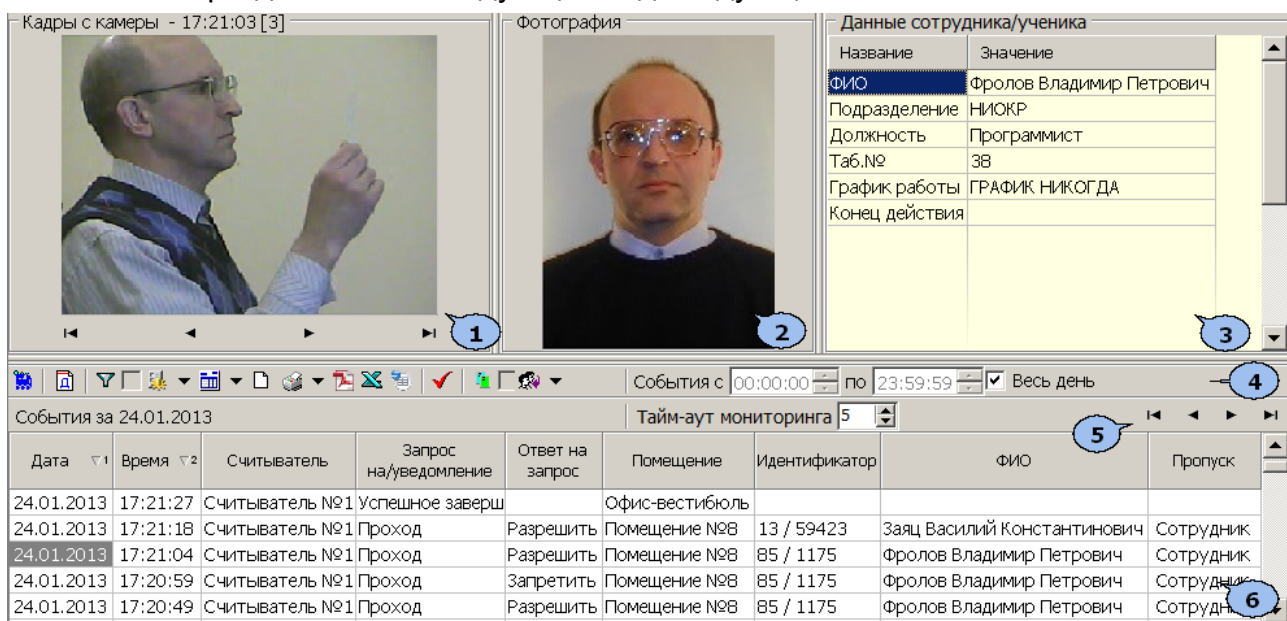 Кадры с камеры - 17:21:03 [3]
Фотография
Данные сотрудника/ученика
Название Значение
ФИО Фролов Владимир Петрович
Подразделение НИОКР
Должность Программист
Таб.№ 38
График работы ГРАФИК НИКОГДА
Конец действия
1
2
3
События с 00:00:00 по 23:59:59 Весь день
4
События за 24.01.2013
Тайм-аут мониторинга 5
5
Дата 1 Время 2 Считыватель Запрос на/уведомление Ответ на запрос Помещение Идентификатор ФИО Пропуск
24.01.2013 17:21:27 Считыватель №1 Успешное заверш Офис-вестибюль
24.01.2013 17:21:18 Считыватель №1 Проход Разрешить Помещение №8 13 / 59423 Заяц Василий Константинович Сотрудник
24.01.2013 17:21:04 Считыватель №1 Проход Разрешить Помещение №8 85 / 1175 Фролов Владимир Петрович Сотрудник
24.01.2013 17:20:59 Считыватель №1 Проход Запретить Помещение №8 85 / 1175 Фролов Владимир Петрович Сотрудник
24.01.2013 17:20:49 Считыватель №1 Проход Разрешить Помещение №8 85 / 1175 Фролов Владимир Петрович
6